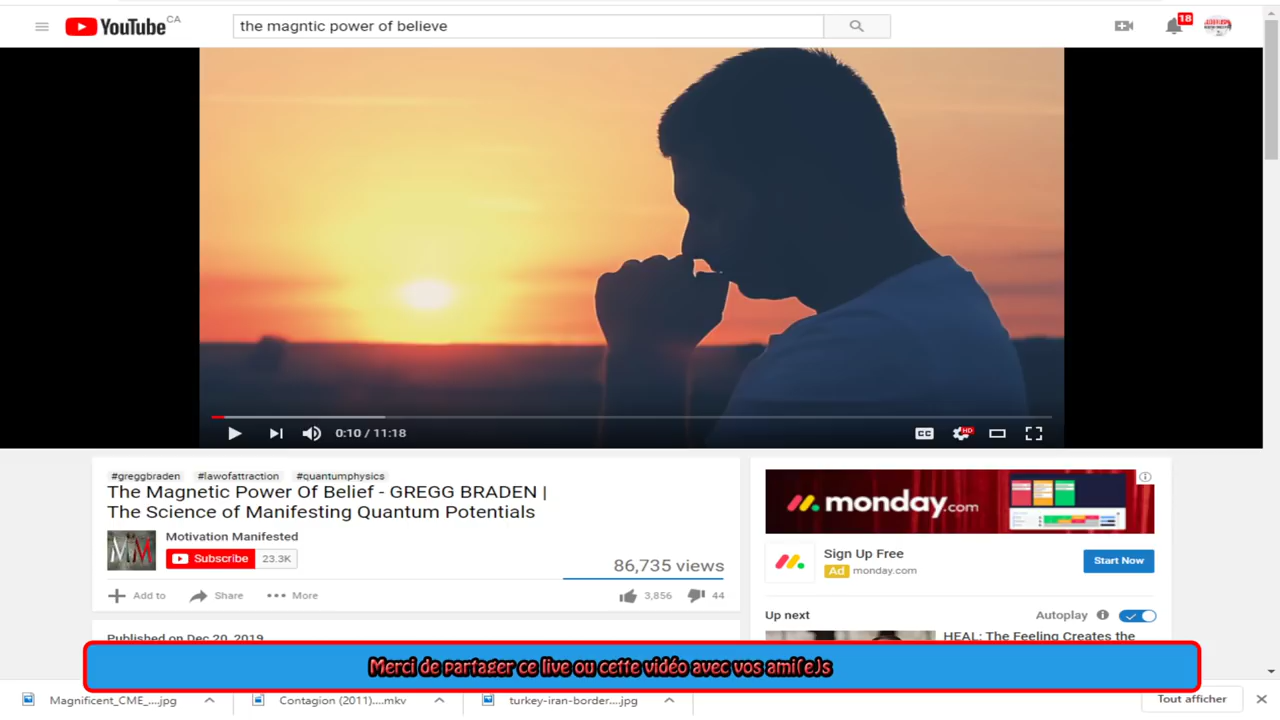 YouTube CA
the magntic power of believe
18
0:10 / 11:18
CC
HD
#greggbraden #lawofattraction #quantumphysics
The Magnetic Power Of Belief - GREGG BRADEN |
The Science of Manifesting Quantum Potentials
MM
Motivation Manifested
Subscribe 23.3K
86,735 views
Add to Share More
3,856 44
Published on Dec 20, 2019
monday.com
Sign Up Free
Ad monday.com
Start Now
Up next
Autoplay
HEAL: The Feeling Creates the
Merci de partager ce live ou cette vidéo avec vos ami(e)s
Magnificent_CME_....jpg
Contagion (2011)....mkv
turkey-iran-border....jpg
Tout afficher